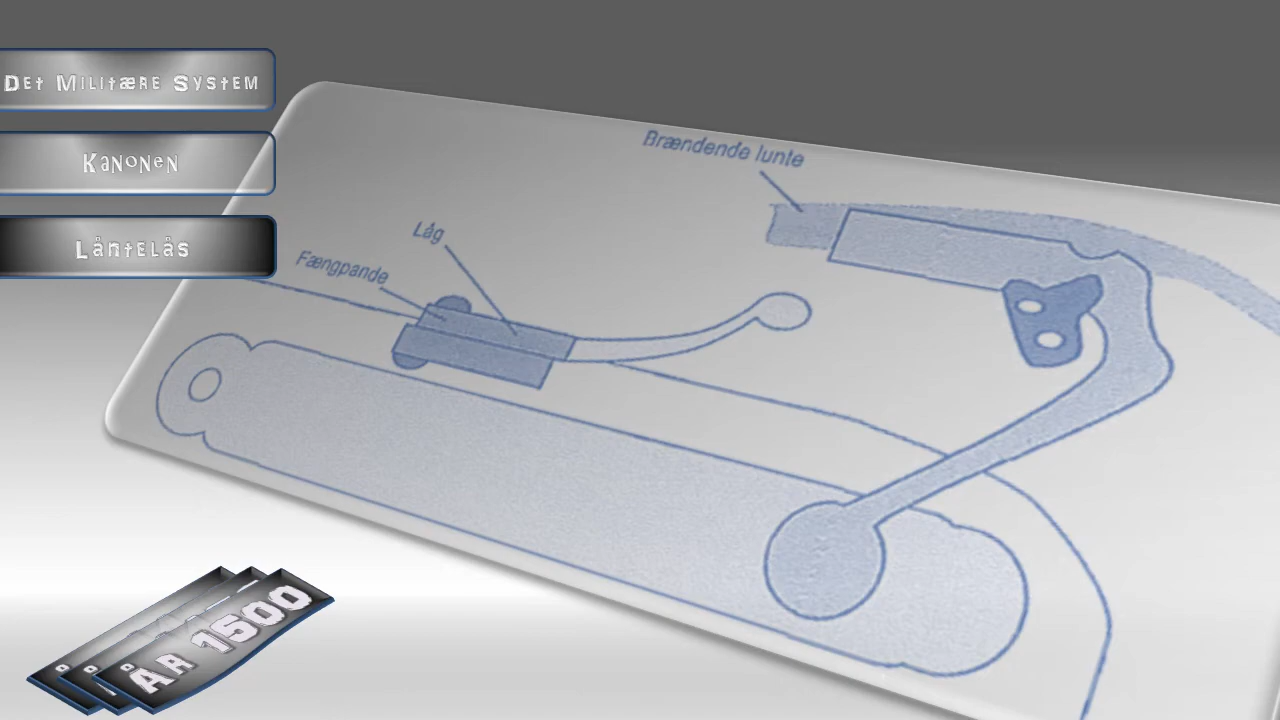 Det Militære System
Kanonen
Låntelås
Brændende lunte
Låg
Fængpande
År 1500